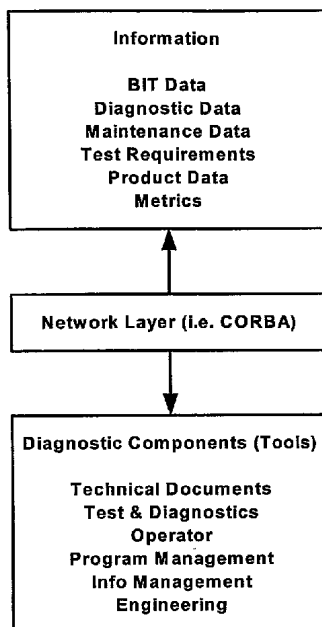 Information
BIT Data
Diagnostic Data
Maintenance Data
Test Requirements
Product Data
Metrics
Network Layer (i.e. CORBA)
Diagnostic Components (Tools)
Technical Documents
Test & Diagnostics
Operator
Program Management
Info Management
Engineering